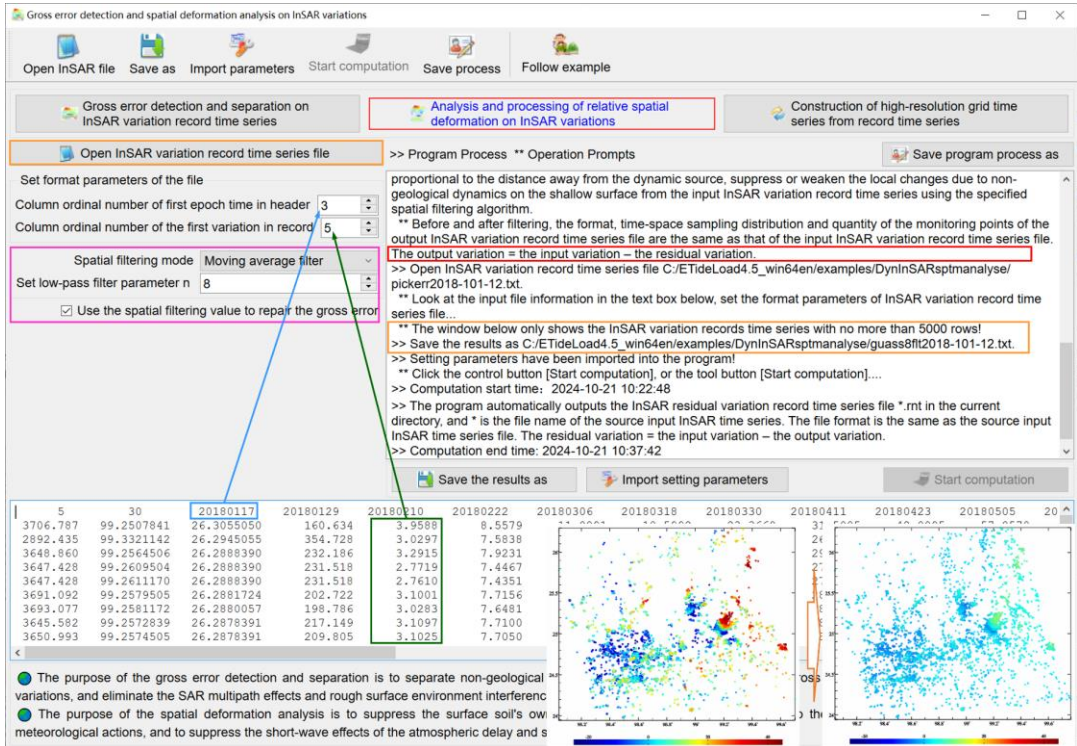 Gross error detection and spatial deformation analysis on InSAR variations
Open InSAR file Save as Import parameters Start computation Save process Follow example
Gross error detection and separation on
InSAR variation record time series
Analysis and processing of relative spatial
deformation on InSAR variations
Construction of high-resolution grid time
series from record time series
Open InSAR variation record time series file
>> Program Process ** Operation Prompts
Save program process as
Set format parameters of the file
Column ordinal number of first epoch time in header 3
Column ordinal number of the first variation in record 5
Spatial filtering mode Moving average filter
Set low-pass filter parameter n 8
Use the spatial filtering value to repair the gross error
proportional to the distance away from the dynamic source, suppress or weaken the local changes due to non-
geological dynamics on the shallow surface from the input InSAR variation record time series using the specified
spatial filtering algorithm.
** Before and after filtering, the format, time-space sampling distribution and quantity of the monitoring points of the
output InSAR variation record time series file are the same as that of the input InSAR variation record time series file.
The output variation = the input variation – the residual variation.
>> Open InSAR variation record time series file C:/ETideLoad4.5_win64en/examples/DynInSARsptmanalyse/
pickerr2018-101-12.txt.
** Look at the input file information in the text box below, set the format parameters of InSAR variation record time
series file...
** The window below only shows the InSAR variation records time series with no more than 5000 rows!
>> Save the results as C:/ETideLoad4.5_win64en/examples/DynInSARsptmanalyse/guass8flt2018-101-12.txt.
>> Setting parameters have been imported into the program!
** Click the control button [Start computation], or the tool button [Start computation]....
>> Computation start time: 2024-10-21 10:22:48
>> The program automatically outputs the InSAR residual variation record time series file *.rnt in the current
directory, and * is the file name of the source input InSAR time series. The file format is the same as the source input
InSAR time series file. The residual variation = the input variation – the output variation.
>> Computation end time: 2024-10-21 10:37:42
Save the results as Import setting parameters Start computation
5 30 20180117 20180129 20180210 20180222 20180306 20180318 20180330 20180411 20180423 20180505
3706.787 99.2507841 26.3055050 160.634 3.9588 8.5579
2892.435 99.3321142 26.2945055 354.728 3.0297 7.5838
3648.860 99.2564506 26.2888390 232.186 3.2915 7.9231
3647.428 99.2609504 26.2888390 231.518 2.7719 7.4467
3647.428 99.2611170 26.2888390 231.518 2.7610 7.4351
3691.092 99.2579505 26.2881724 202.722 3.1001 7.7156
3693.077 99.2581172 26.2880057 198.786 3.0283 7.6481
3645.582 99.2572839 26.2878391 217.149 3.1097 7.7100
3650.993 99.2574505 26.2878391 209.805 3.1025 7.7050
The purpose of the gross error detection and separation is to separate non-geological
variations, and eliminate the SAR multipath effects and rough surface environment interferenc
The purpose of the spatial deformation analysis is to suppress the surface soil's ow
meteorological actions, and to suppress the short-wave effects of the atmospheric delay and s